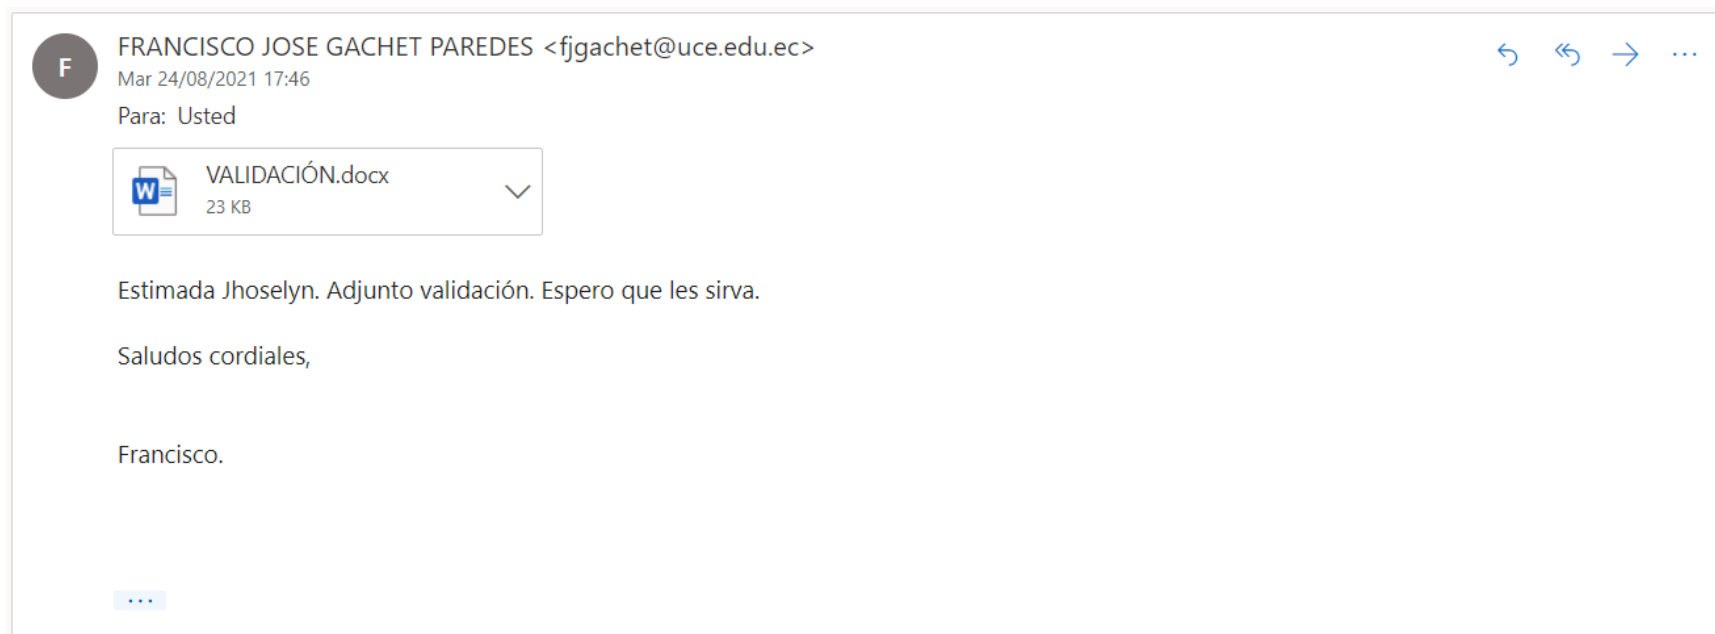 F
FRANCISCO JOSE GACHET PAREDES <fjgachet@uce.edu.ec>
Mar 24/08/2021 17:46
Para: Usted
W
VALIDACIÓN.docx
23 KB
Estimada Jhoselyn. Adjunto validación. Espero que les sirva.
Saludos cordiales,
Francisco.